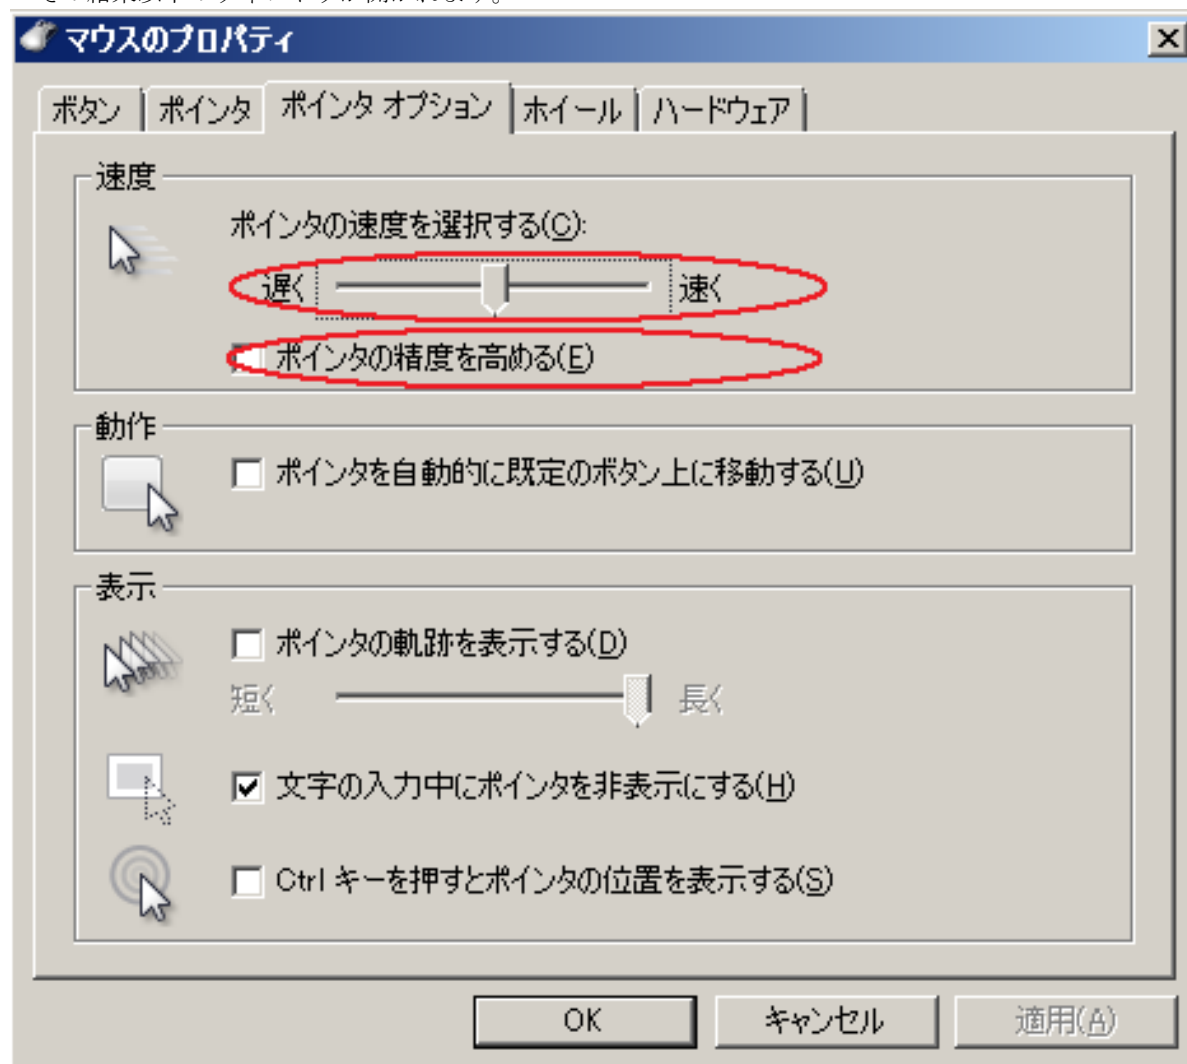 マウスのプロパティ
ボタン ポインタ ポインタ オプション ホイール ハードウェア
速度
ポインタの速度を選択する(C):
遅く 速く
ポインタの精度を高める(E)
動作
ポインタを自動的に既定のボタン上に移動する(U)
表示
ポインタの軌跡を表示する(D)
短く 長く
文字の入力中にポインタを非表示にする(H)
Ctrl キーを押すとポインタの位置を表示する(S)
OK キャンセル 適用(A)